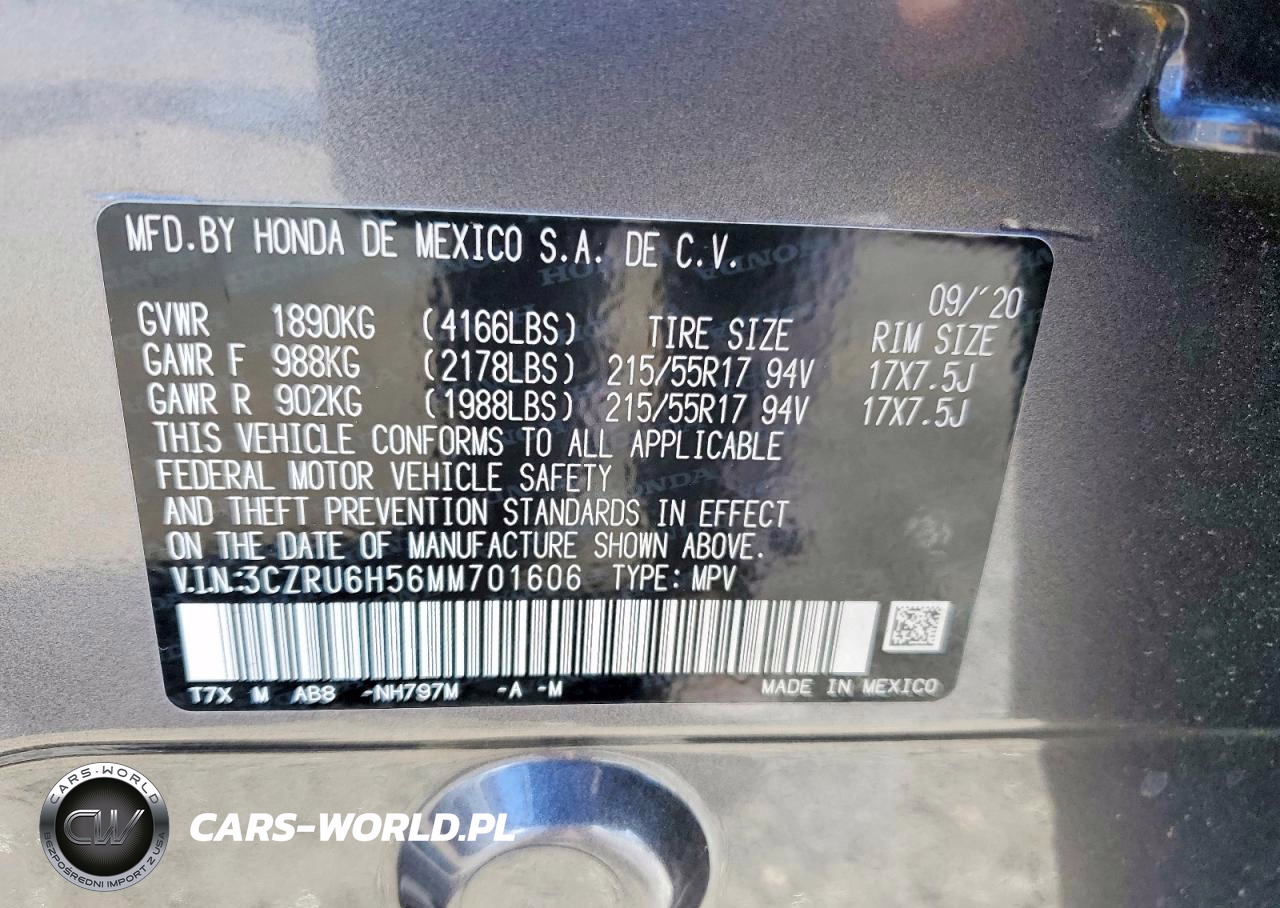 MFD.BY HONDA DE MEXICO S.A. DE C.V.
09/'20
GVWR 1890KG (4166LBS) TIRE SIZE RIM SIZE
GAWR F 988KG (2178LBS) 215/55R17 94V 17X7.5J
GAWR R 902KG (1988LBS) 215/55R17 94V 17X7.5J
THIS VEHICLE CONFORMS TO ALL APPLICABLE
FEDERAL MOTOR VEHICLE SAFETY
AND THEFT PREVENTION STANDARDS IN EFFECT
ON THE DATE OF MANUFACTURE SHOWN ABOVE.
V.I.N:3CZRU6H56MM701606 TYPE: MPV
T7X M AB8 -NH797M -A -M MADE IN MEXICO
CARS-WORLD
CW
BEZPOŚREDNI IMPORT Z USA
CARS-WORLD.PL